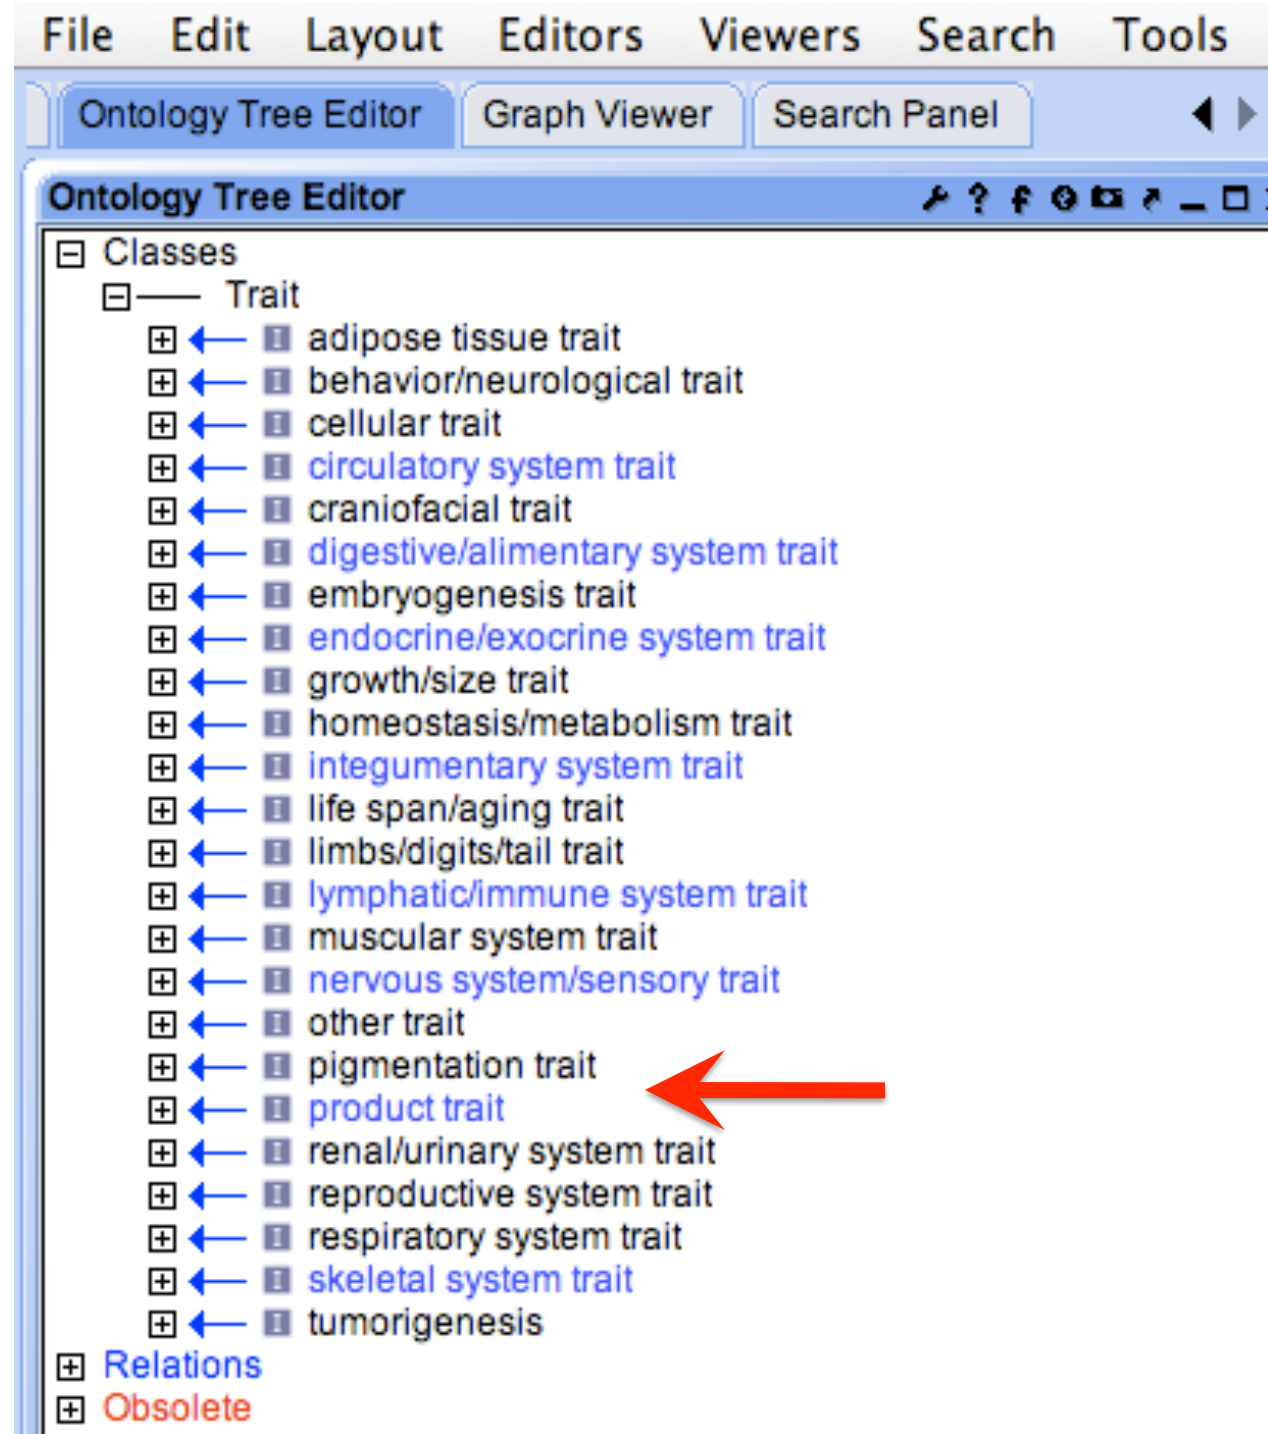 File Edit Layout Editors Viewers Search Tools
Ontology Tree Editor Graph Viewer Search Panel
Ontology Tree Editor
Classes
Trait
adipose tissue trait
behavior/neurological trait
cellular trait
circulatory system trait
craniofacial trait
digestive/alimentary system trait
embryogenesis trait
endocrine/exocrine system trait
growth/size trait
homeostasis/metabolism trait
integumentary system trait
life span/aging trait
limbs/digits/tail trait
lymphatic/immune system trait
muscular system trait
nervous system/sensory trait
other trait
pigmentation trait
product trait
renal/urinary system trait
reproductive system trait
respiratory system trait
skeletal system trait
tumorigenesis
Relations
Obsolete